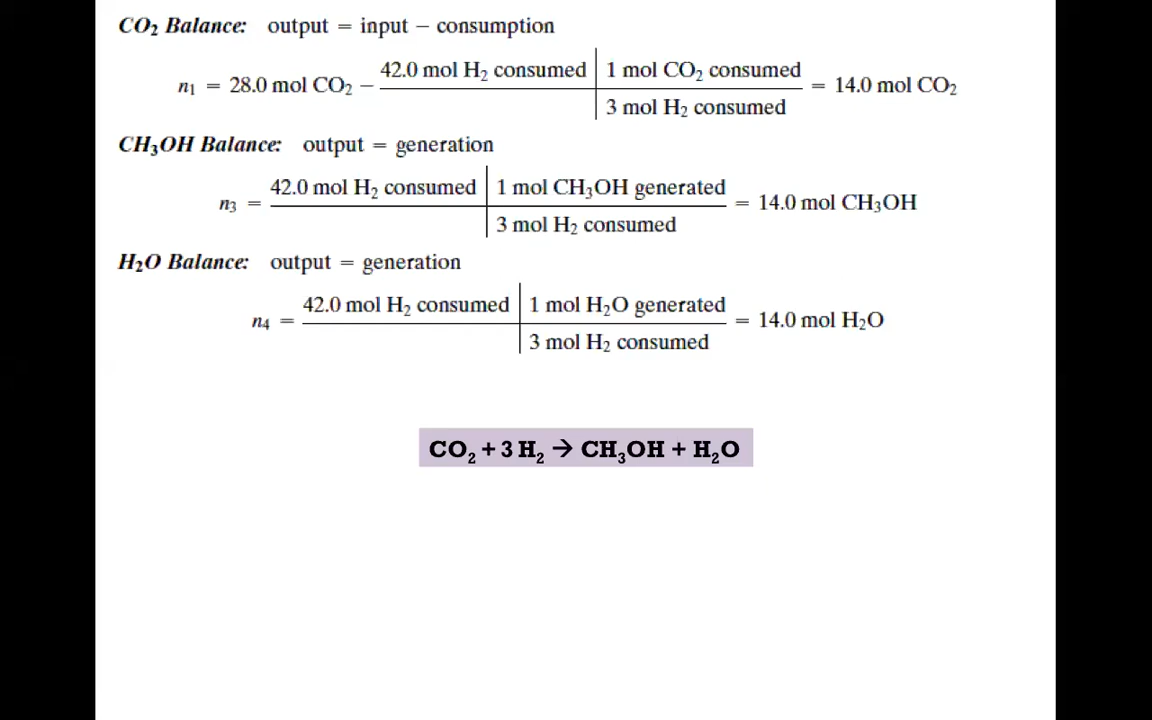 CO₂ Balance: output = input − consumption
42.0 mol H₂ consumed 1 mol CO₂ consumed
n₁ = 28.0 mol CO₂ − = 14.0 mol CO₂
3 mol H₂ consumed
CH₃OH Balance: output = generation
42.0 mol H₂ consumed 1 mol CH₃OH generated
n₃ = = 14.0 mol CH₃OH
3 mol H₂ consumed
H₂O Balance: output = generation
42.0 mol H₂ consumed 1 mol H₂O generated
n₄ = = 14.0 mol H₂O
3 mol H₂ consumed
CO₂ + 3 H₂ → CH₃OH + H₂O